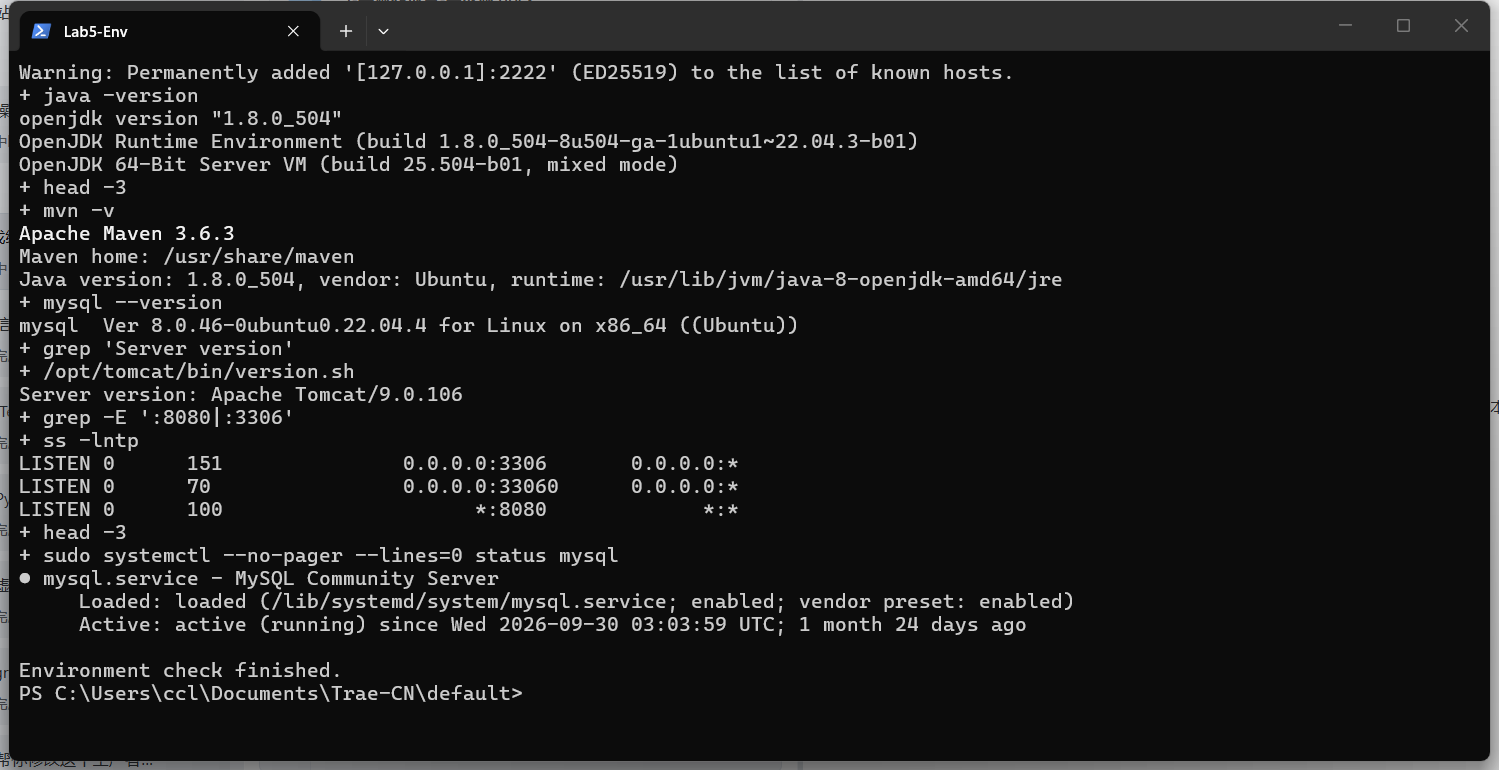 Lab5-Env
Warning: Permanently added '[127.0.0.1]:2222' (ED25519) to the list of known hosts.
+ java -version
openjdk version "1.8.0_504"
OpenJDK Runtime Environment (build 1.8.0_504-8u504-ga-1ubuntu1~22.04.3-b01)
OpenJDK 64-Bit Server VM (build 25.504-b01, mixed mode)
+ head -3
+ mvn -v
Apache Maven 3.6.3
Maven home: /usr/share/maven
Java version: 1.8.0_504, vendor: Ubuntu, runtime: /usr/lib/jvm/java-8-openjdk-amd64/jre
+ mysql --version
mysql  Ver 8.0.46-0ubuntu0.22.04.4 for Linux on x86_64 ((Ubuntu))
+ grep 'Server version'
+ /opt/tomcat/bin/version.sh
Server version: Apache Tomcat/9.0.106
+ grep -E ':8080|:3306'
+ ss -lntp
LISTEN 0      151               0.0.0.0:3306       0.0.0.0:*
LISTEN 0      70                0.0.0.0:33060      0.0.0.0:*
LISTEN 0      100                     *:8080             *:*
+ head -3
+ sudo systemctl --no-pager --lines=0 status mysql
● mysql.service - MySQL Community Server
     Loaded: loaded (/lib/systemd/system/mysql.service; enabled; vendor preset: enabled)
     Active: active (running) since Wed 2026-09-30 03:03:59 UTC; 1 month 24 days ago
Environment check finished.
PS C:\Users\ccl\Documents\Trae-CN\default>